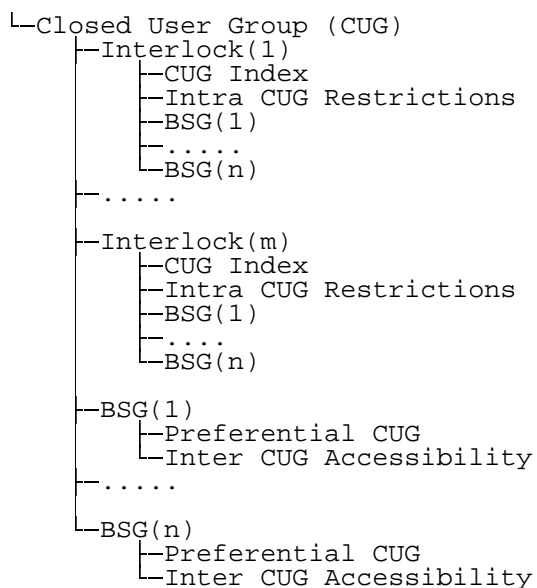 Closed User Group (CUG)
Interlock(1)
CUG Index
Intra CUG Restrictions
BSG(1)
.....
BSG(n)
.....
Interlock(m)
CUG Index
Intra CUG Restrictions
BSG(1)
....
BSG(n)
BSG(1)
Preferential CUG
Inter CUG Accessibility
.....
BSG(n)
Preferential CUG
Inter CUG Accessibility